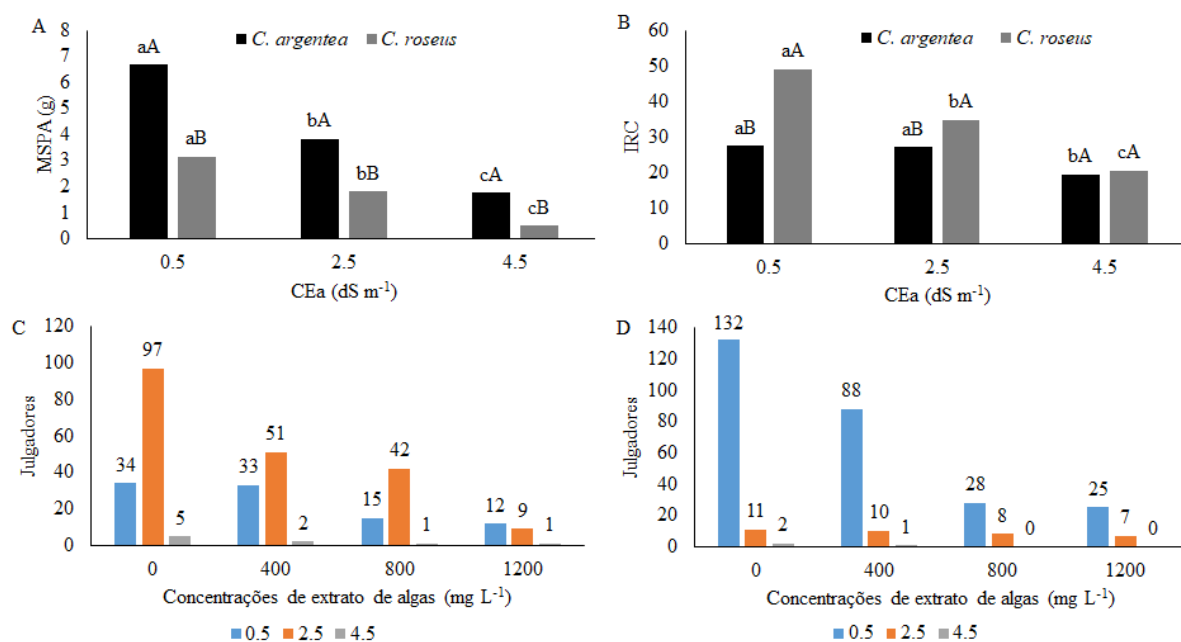 A
C. argentea C. roseus
MSPA (g)
8
7
6
5
4
3
2
1
0
aA
aB
bA
bB
cA
cB
0.5 2.5 4.5
CEa (dS m⁻¹)
B
C. argentea C. roseus
IRC
60
50
40
30
20
10
0
aB
aA
aB
bA
bA
cA
0.5 2.5 4.5
CEa (dS m⁻¹)
C
Julgadores
120
100
80
60
40
20
0
34 97 5
33 51 2
15 42 1
12 9 1
0 400 800 1200
Concentrações de extrato de algas (mg L⁻¹)
0.5 2.5 4.5
D
Julgadores
140
120
100
80
60
40
20
0
132 11 2
88 10 1
28 8 0
25 7 0
0 400 800 1200
Concentrações de extrato de algas (mg L⁻¹)
0.5 2.5 4.5